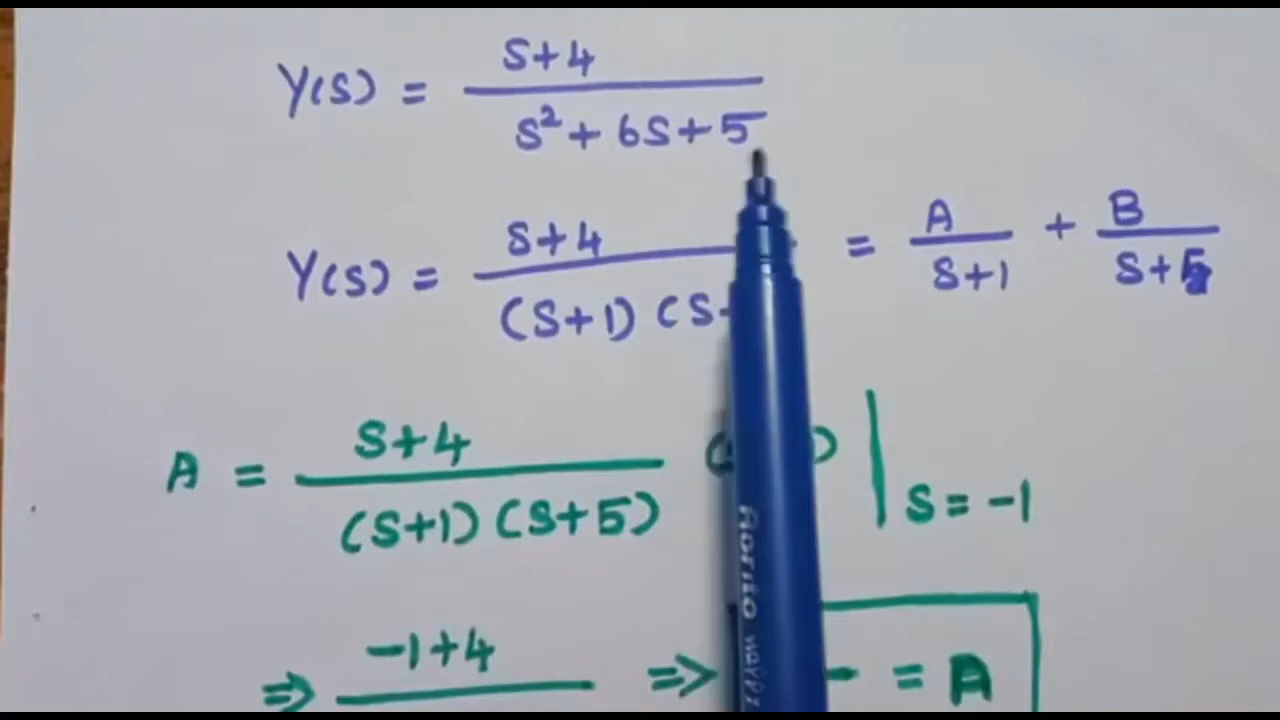 Y(S) = S+4 / S² + 6S + 5
Y(S) = S+4 / (S+1) (S = A / S+1 + B / S+5
A = S+4 / (S+1) (S+5) ( ) | S = -1
⇒ -1+4 ⇒ = A